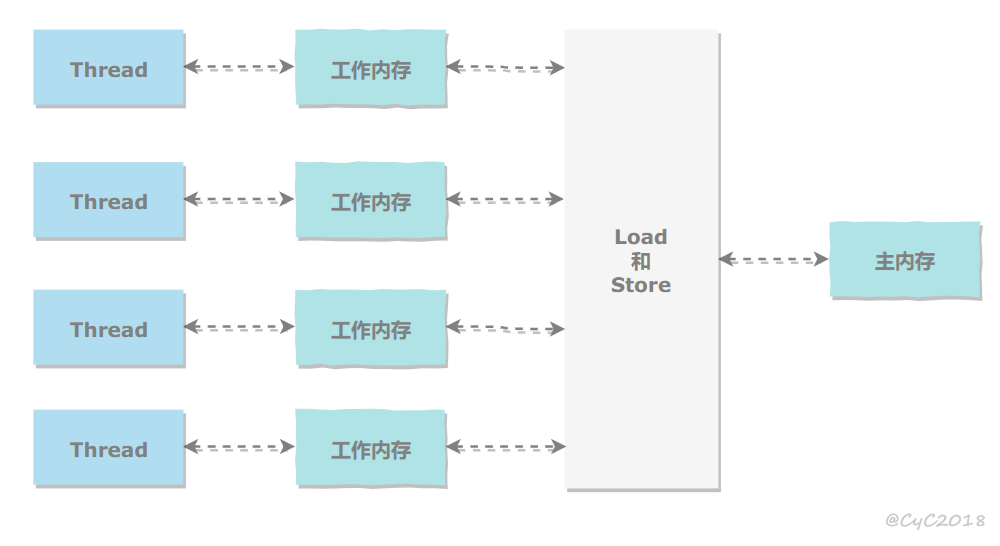 Thread
工作内存
Thread
工作内存
Thread
工作内存
Thread
工作内存
Load
和
Store
主内存
@CyC2018